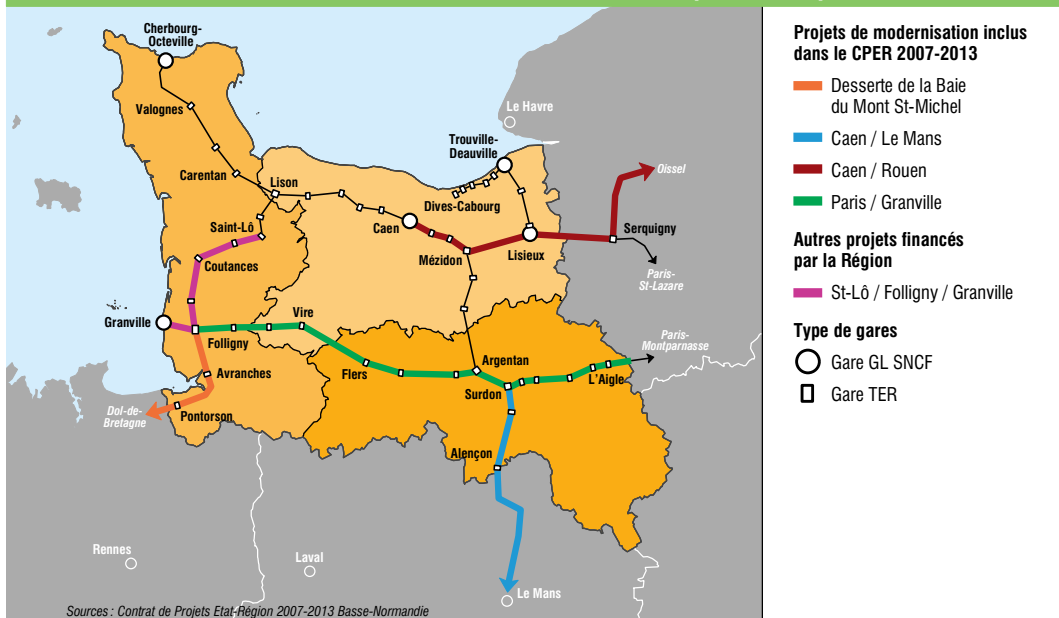 Cherbourg-
Octeville
Valognes
Carentan
Lison
Saint-Lô
Coutances
Granville
Folligny
Avranches
Pontorson
Dol-de-
Bretagne
Vire
Flers
Caen
Mézidon
Dives-Cabourg
Trouville-
Deauville
Le Havre
Lisieux
Serquigny
Oissel
Paris-
St-Lazare
Paris-
Montparnasse
Argentan
Surdon
L'Aigle
Alençon
Rennes
Laval
Le Mans
Sources : Contrat de Projets Etat-Région 2007-2013 Basse-Normandie
Projets de modernisation inclus
dans le CPER 2007-2013
Desserte de la Baie
du Mont St-Michel
Caen / Le Mans
Caen / Rouen
Paris / Granville
Autres projets financés
par la Région
St-Lô / Folligny / Granville
Type de gares
Gare GL SNCF
Gare TER